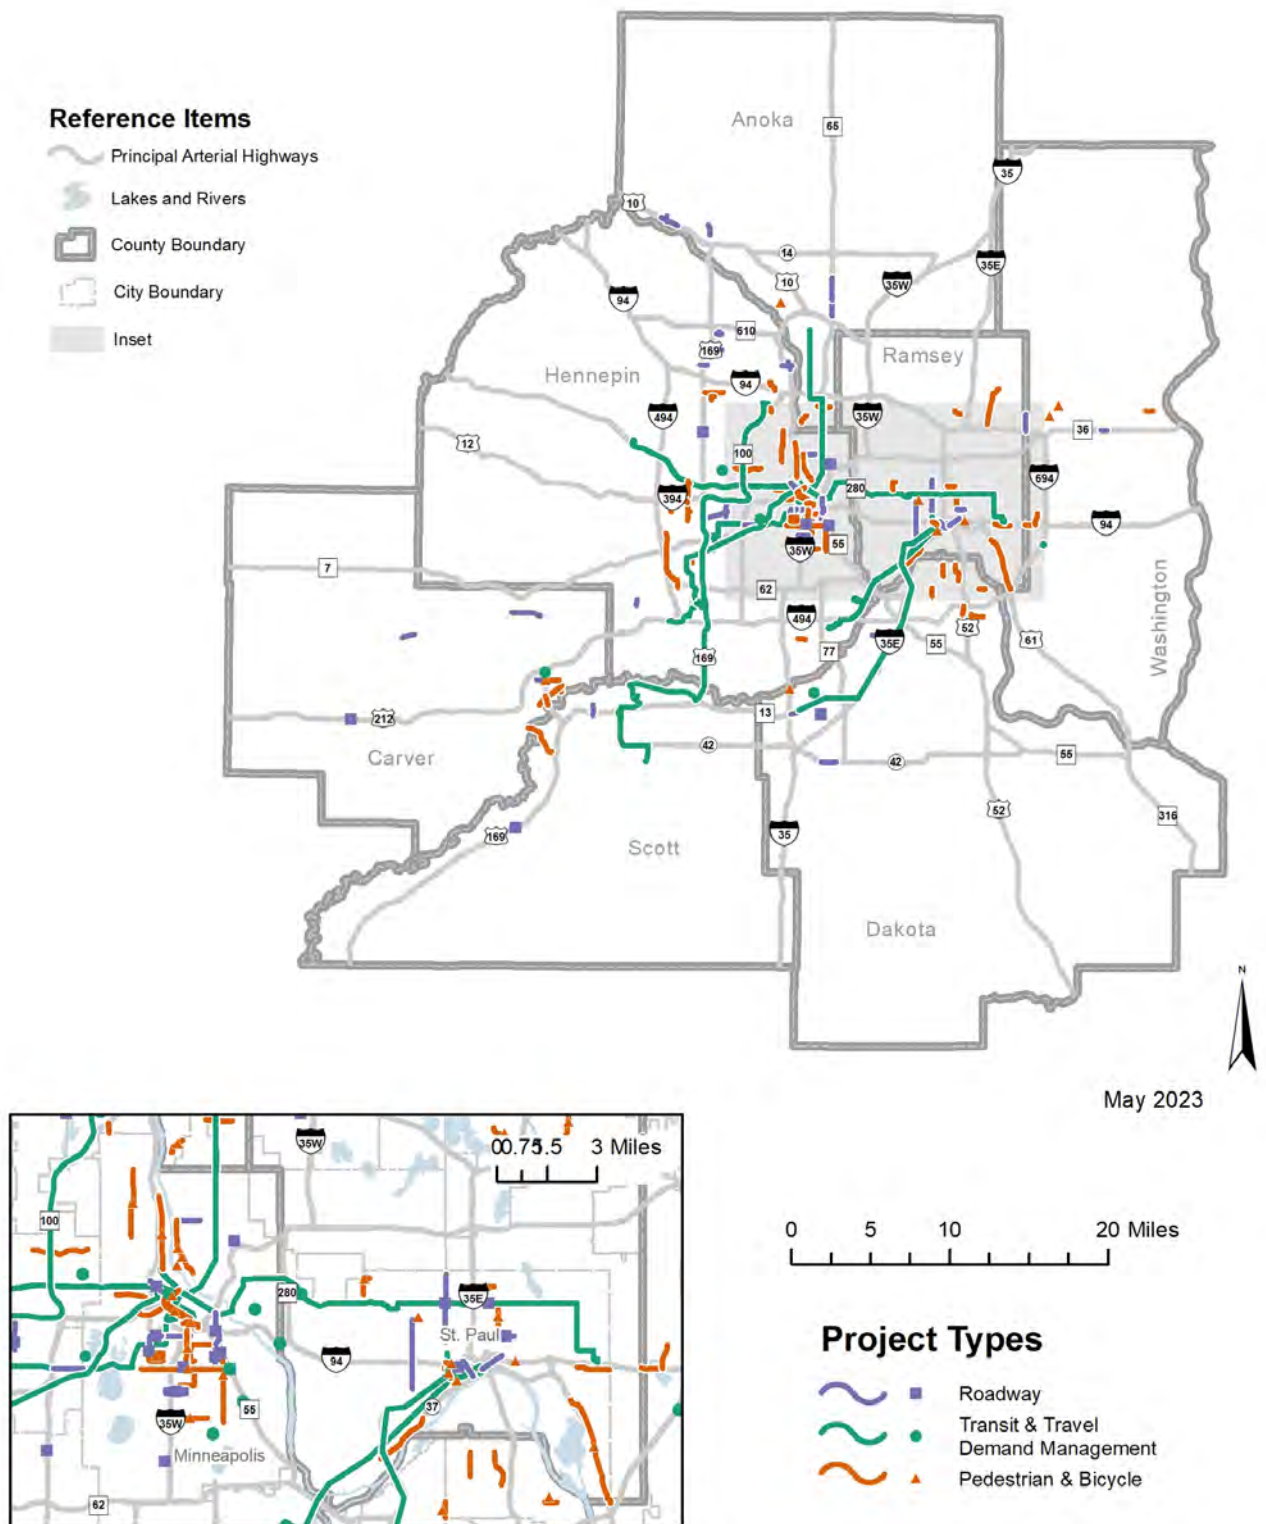 Reference Items
Principal Arterial Highways
Lakes and Rivers
County Boundary
City Boundary
Inset
Anoka
65
35
10
14
35E
10
35W
94
610
169
Ramsey
Hennepin
94
494
35W
12
36
100
694
394
280
94
35W
55
7
62
Washington
494
52
77
35E
55
61
169
13
212
42
Carver
42
55
52
316
35
169
Scott
Dakota
N
May 2023
35W
00.751.5 3 Miles
100
280
35E
St. Paul
94
37
55
35W
Minneapolis
62
0 5 10 20 Miles
Project Types
Roadway
Transit & Travel
Demand Management
Pedestrian & Bicycle